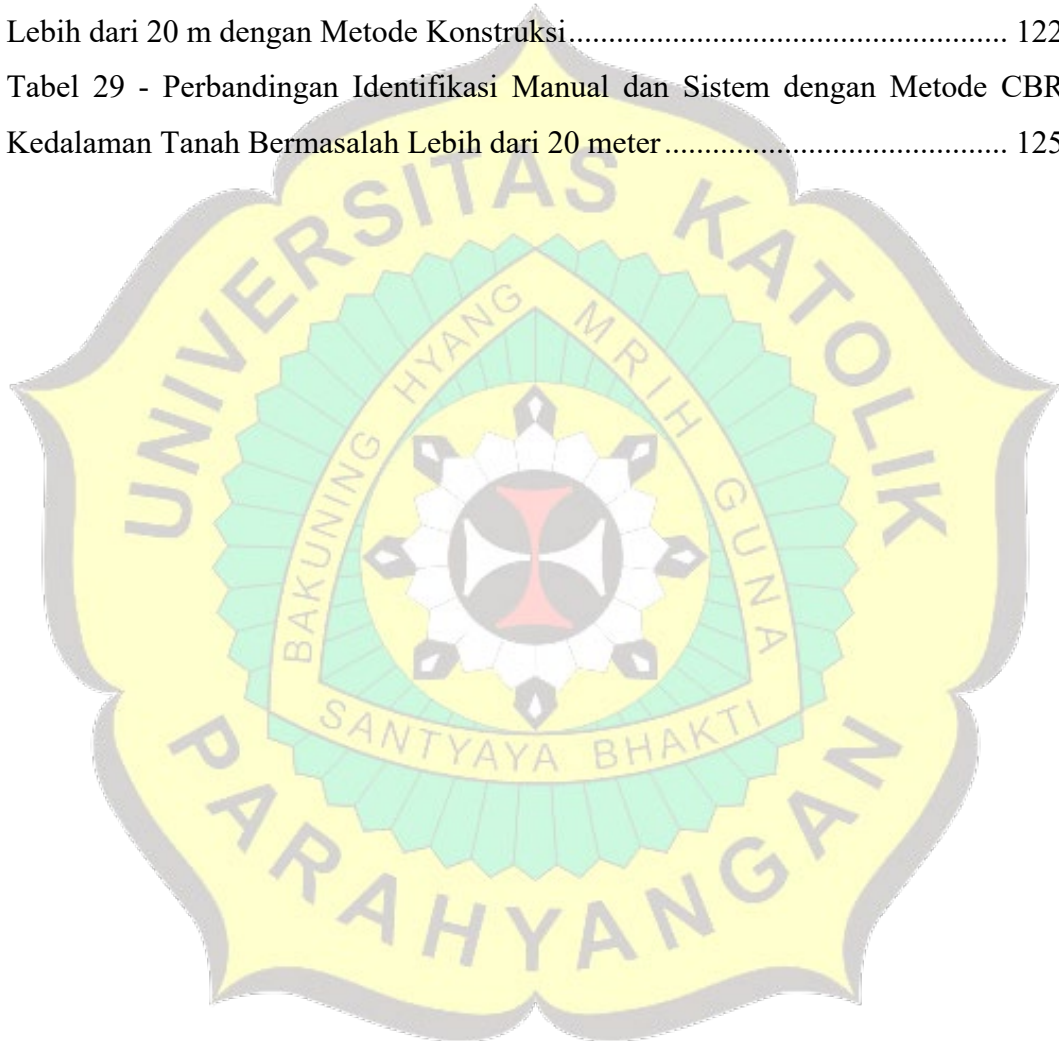 Lebih dari 20 m dengan Metode Konstruksi....................................................... 122
Tabel 29 - Perbandingan Identifikasi Manual dan Sistem dengan Metode CBR
Kedalaman Tanah Bermasalah Lebih dari 20 meter........................................... 125
UNIVERSITAS KATOLIK
PARAHYANGAN
BAKUNING HYANG MRIH GUNA
SANTYAYA BHAKTI